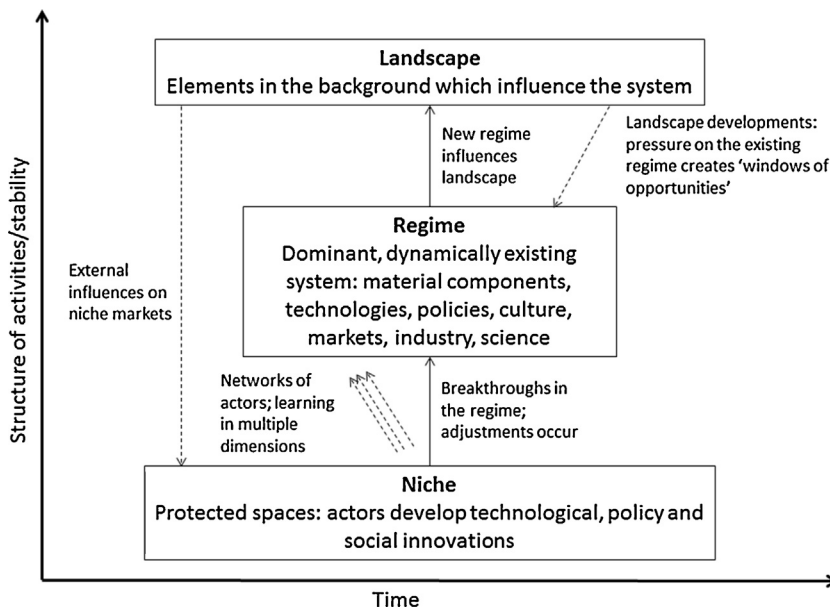 Landscape
Elements in the background which influence the system
New regime
influences
landscape
Landscape developments:
pressure on the existing
regime creates ‘windows of
opportunities’
Regime
Dominant, dynamically existing
system: material components,
technologies, policies, culture,
markets, industry, science
External
influences on
niche markets
Networks of
actors; learning
in multiple
dimensions
Breakthroughs in
the regime;
adjustments occur
Niche
Protected spaces: actors develop technological, policy and
social innovations
Structure of activities/stability
Time